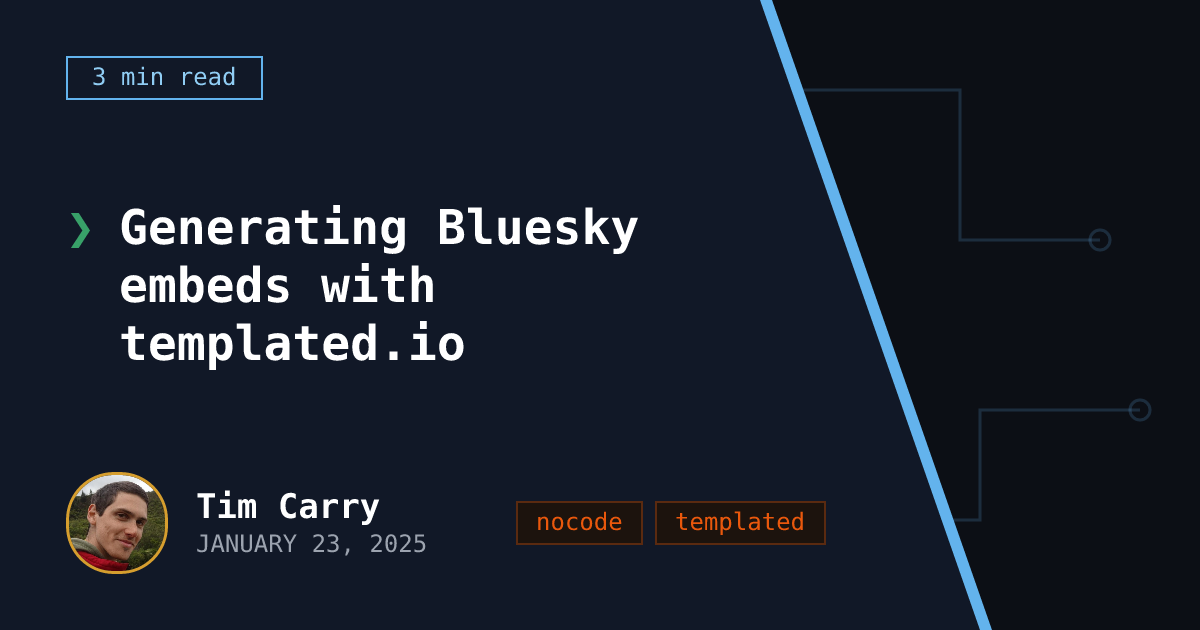 3 min read
❯ Generating Bluesky
embeds with
templated.io
Tim Carry
JANUARY 23, 2025
nocode
templated